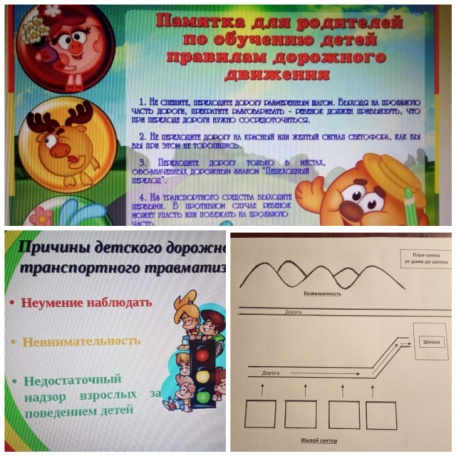 Памятка для родителей
по обучению детей
правилам дорожного
движения
1. Не спешите, переходите дорогу размеренным шагом. Выходя на проезжую
часть дороги, прекратите разговаривать - ребенок должен привыкнуть, что
при переходе дороги нужно сосредоточиться.
2. Не переходите дорогу на красный или желтый сигнал светофора, как бы
вы при этом не торопились.
3. Переходите дорогу только в местах,
обозначенных дорожным знаком "Пешеходный
переход".
4. Из транспортного средства выходите
первыми. В противном случае ребенок
может упасть или побежать на проезжую
часть.
Причины детского дорожно
транспортного травматиз
• Неумение наблюдать
• Невнимательность
• Недостаточный
надзор взрослых за
поведением детей
План-схема
от дома до школы
Возвышенность
Дорога
Школа
Дорога
Жилой сектор